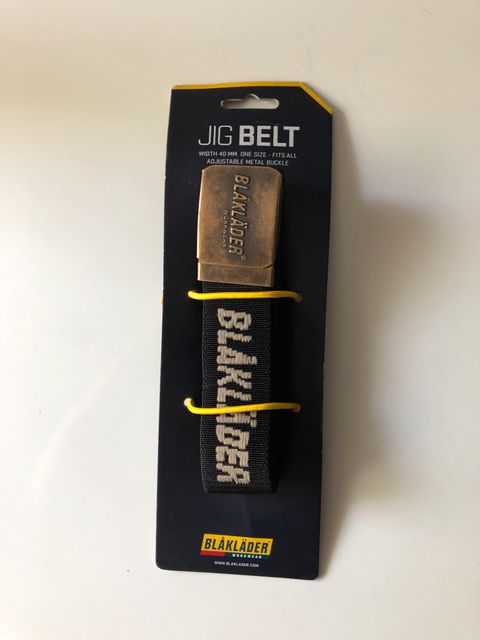 JIG BELT
WIDTH 40 MM. ONE SIZE - FITS ALL
ADJUSTABLE METAL BUCKLE
BLÅKLÄDER®
WORKWEAR
BLÅKLÄDER
BLÅKLÄDER®
WORKWEAR
WWW.BLAKLADER.COM